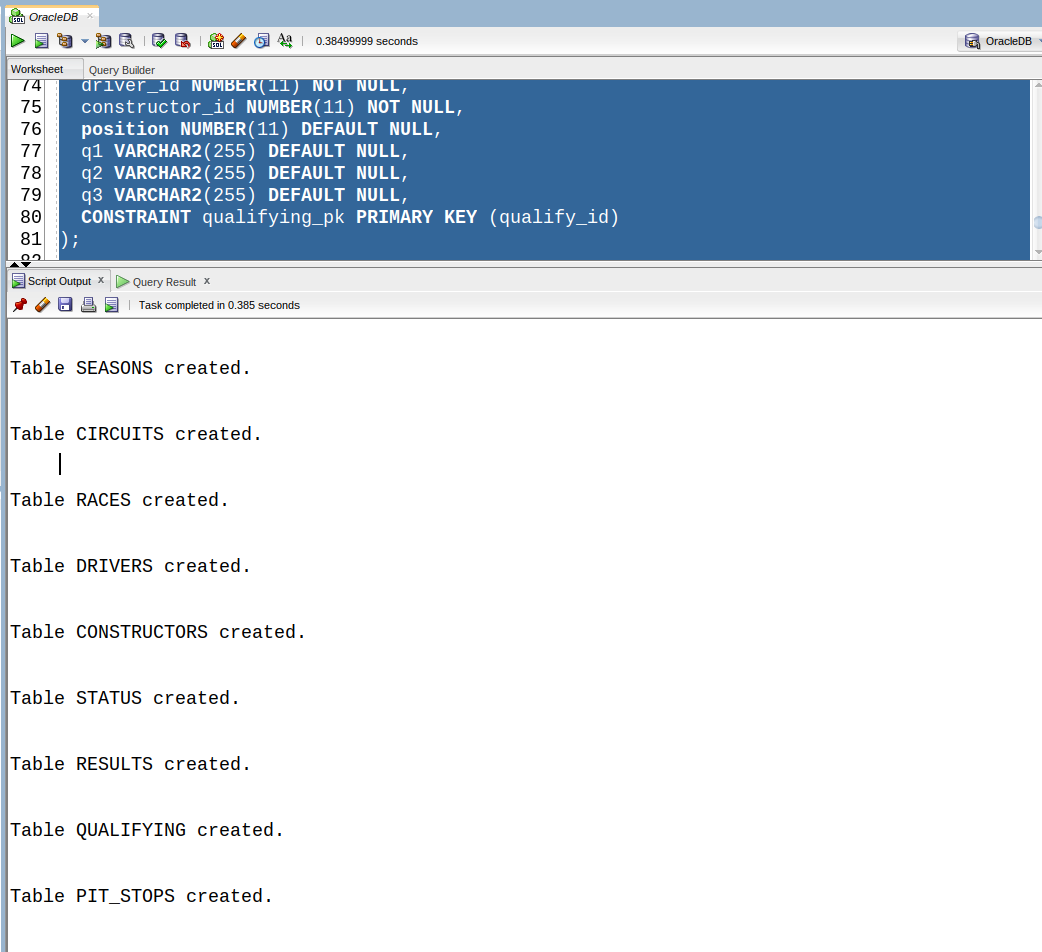 OracleDB
0.38499999 seconds
OracleDB
Worksheet
Query Builder
74 driver_id NUMBER(11) NOT NULL,
75 constructor_id NUMBER(11) NOT NULL,
76 position NUMBER(11) DEFAULT NULL,
77 q1 VARCHAR2(255) DEFAULT NULL,
78 q2 VARCHAR2(255) DEFAULT NULL,
79 q3 VARCHAR2(255) DEFAULT NULL,
80 CONSTRAINT qualifying_pk PRIMARY KEY (qualify_id)
81 );
82
Script Output x
Query Result x
Task completed in 0.385 seconds
Table SEASONS created.
Table CIRCUITS created.
Table RACES created.
Table DRIVERS created.
Table CONSTRUCTORS created.
Table STATUS created.
Table RESULTS created.
Table QUALIFYING created.
Table PIT_STOPS created.